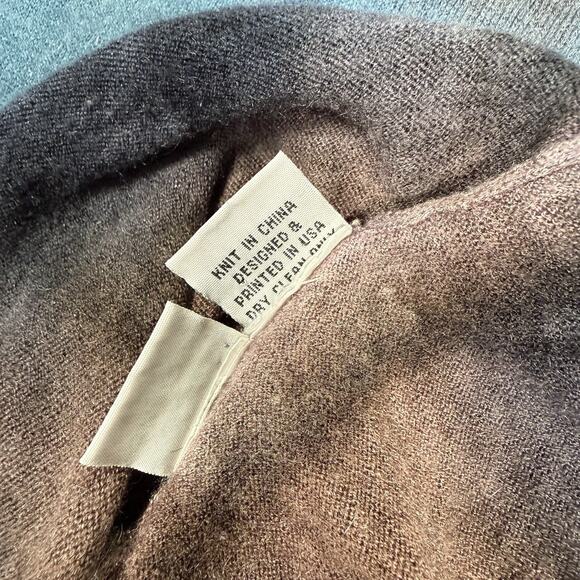 KNIT IN CHINA
DESIGNED &
PRINTED IN USA
DRY CLEAN ONLY